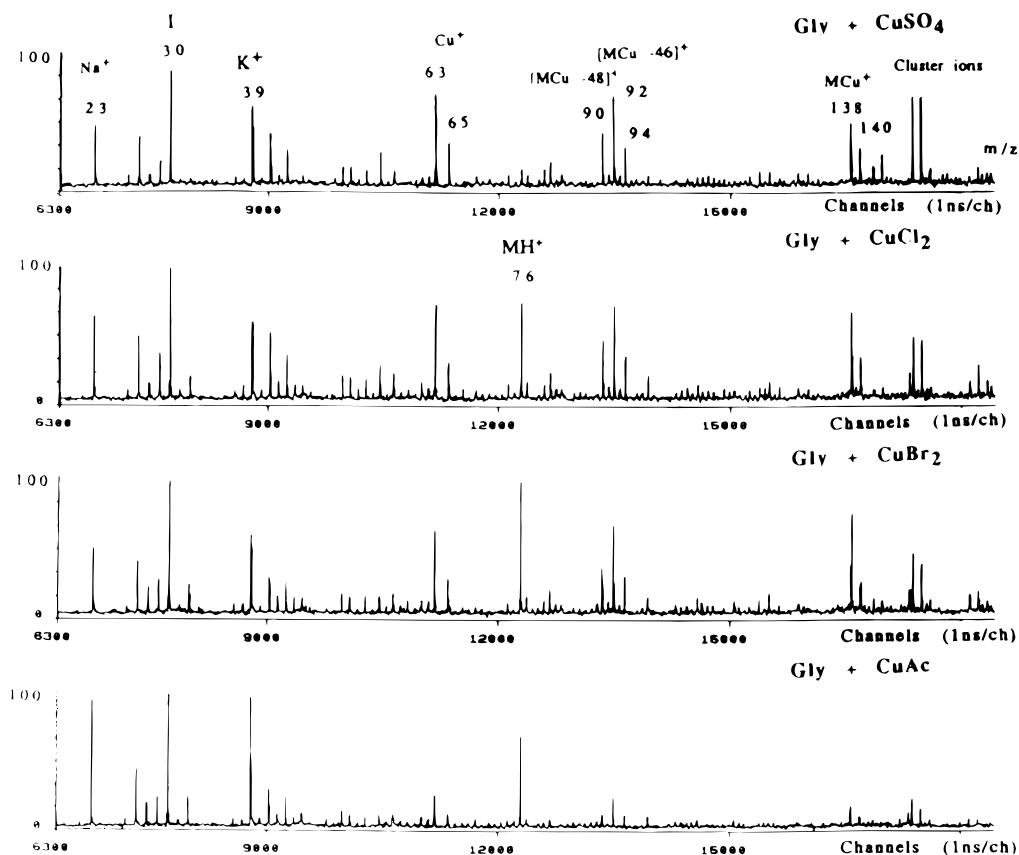 Gly + CuSO4
I
100
Na+
23
30
K+
39
Cu+
63
65
[MCu -48]+
90
[MCu -46]+
92
94
MCu+
138
140
Cluster ions
m/z
6300 9000 12000 15000 Channels (1ns/ch)
Gly + CuCl2
100
MH+
76
0
6300 9000 12000 15000 Channels (1ns/ch)
Gly + CuBr2
100
0
6300 9000 12000 15000 Channels (1ns/ch)
Gly + CuAc
100
0
6300 9000 12000 15000 Channels (1ns/ch)